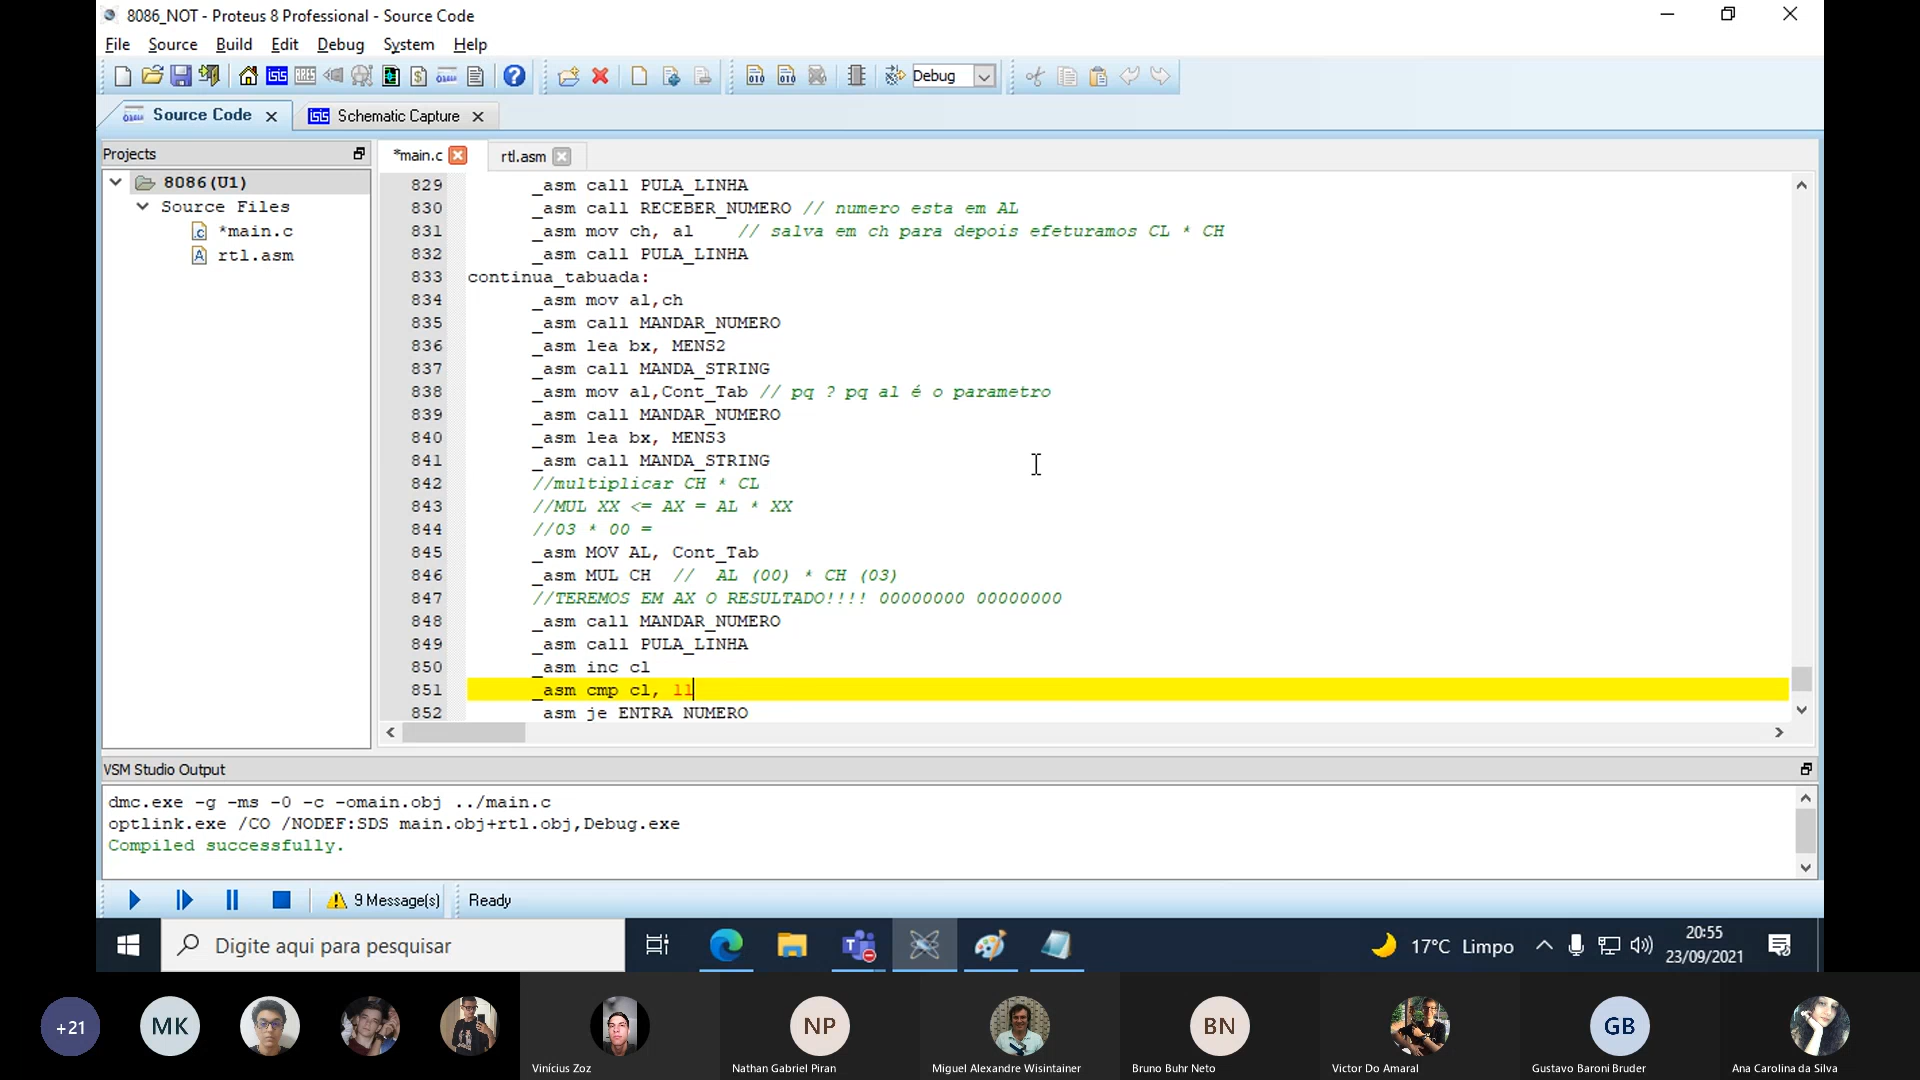 8086_NOT - Proteus 8 Professional - Source Code
File Source Build Edit Debug System Help
Debug
Source Code
Schematic Capture
Projects
*main.c
rtl.asm
8086(U1)
Source Files
*main.c
rtl.asm
829 _asm call PULA_LINHA
830 _asm call RECEBER_NUMERO // numero esta em AL
831 _asm mov ch, al // salva em ch para depois efeturamos CL * CH
832 _asm call PULA_LINHA
833 continua_tabuada:
834 _asm mov al,ch
835 _asm call MANDAR_NUMERO
836 _asm lea bx, MENS2
837 _asm call MANDA_STRING
838 _asm mov al,Cont_Tab // pq ? pq al é o parametro
839 _asm call MANDAR_NUMERO
840 _asm lea bx, MENS3
841 _asm call MANDA_STRING
842 //multiplicar CH * CL
843 //MUL XX <= AX = AL * XX
844 //03 * 00 =
845 _asm MOV AL, Cont_Tab
846 _asm MUL CH // AL (00) * CH (03)
847 //TEREMOS EM AX O RESULTADO!!!! 00000000 00000000
848 _asm call MANDAR_NUMERO
849 _asm call PULA_LINHA
850 _asm inc cl
851 _asm cmp cl, 11
852 _asm je ENTRA_NUMERO
VSM Studio Output
dmc.exe -g -ms -0 -c -omain.obj ../main.c
optlink.exe /CO /NODEF:SDS main.obj+rtl.obj,Debug.exe
Compiled successfully.
9 Message(s)
Ready
Digite aqui para pesquisar
17°C Limpo
20:55
23/09/2021
+21
MK
NP
BN
GB
Vinícius Zoz
Nathan Gabriel Piran
Miguel Alexandre Wisintainer
Bruno Buhr Neto
Victor Do Amaral
Gustavo Baroni Bruder
Ana Carolina da Silva